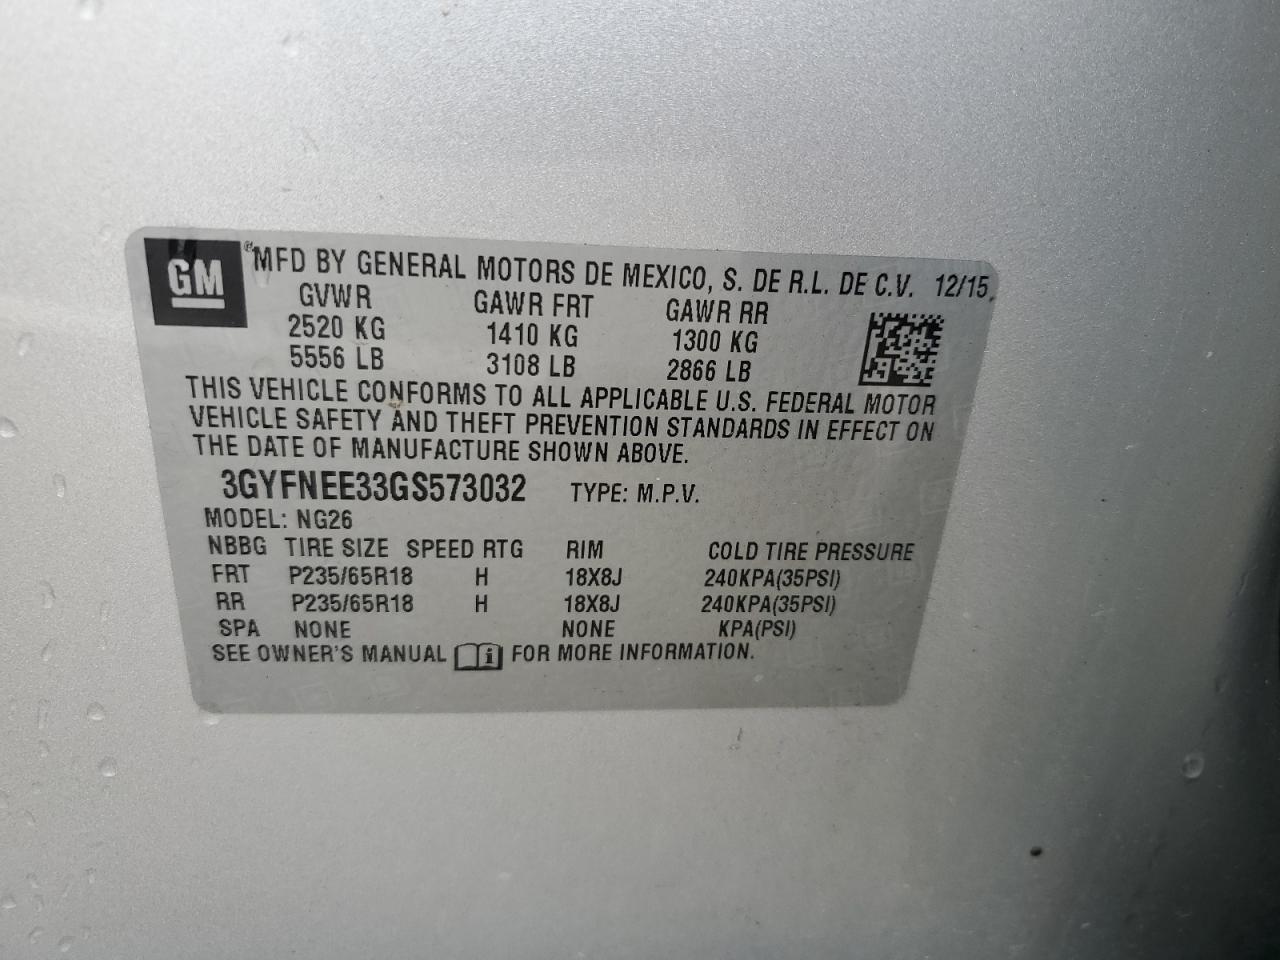 GM ® MFD BY GENERAL MOTORS DE MEXICO, S. DE R.L. DE C.V. 12/15
GVWR GAWR FRT GAWR RR
2520 KG 1410 KG 1300 KG
5556 LB 3108 LB 2866 LB
THIS VEHICLE CONFORMS TO ALL APPLICABLE U.S. FEDERAL MOTOR
VEHICLE SAFETY AND THEFT PREVENTION STANDARDS IN EFFECT ON
THE DATE OF MANUFACTURE SHOWN ABOVE.
3GYFNEE33GS573032 TYPE: M.P.V.
MODEL: NG26
NBBG TIRE SIZE SPEED RTG RIM COLD TIRE PRESSURE
FRT P235/65R18 H 18X8J 240KPA(35PSI)
RR P235/65R18 H 18X8J 240KPA(35PSI)
SPA NONE NONE KPA(PSI)
SEE OWNER'S MANUAL i FOR MORE INFORMATION.